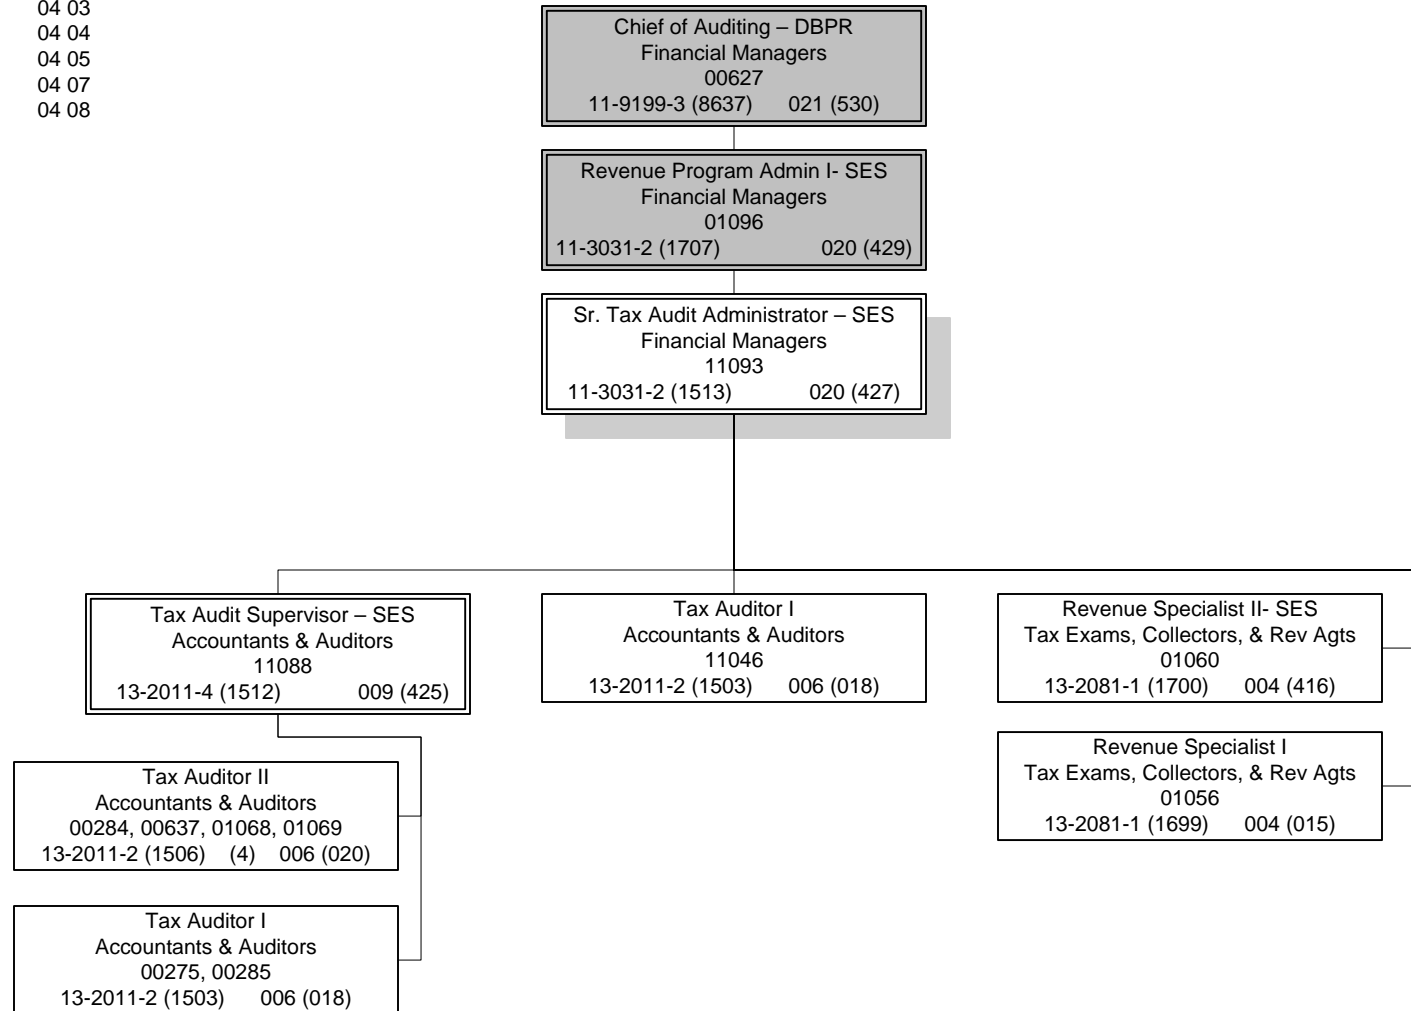 04 03
04 04
04 05
04 07
04 08
Chief of Auditing – DBPR
Financial Managers
00627
11-9199-3 (8637) 021 (530)
Revenue Program Admin I- SES
Financial Managers
01096
11-3031-2 (1707) 020 (429)
Sr. Tax Audit Administrator – SES
Financial Managers
11093
11-3031-2 (1513) 020 (427)
Tax Audit Supervisor – SES
Accountants & Auditors
11088
13-2011-4 (1512) 009 (425)
Tax Auditor I
Accountants & Auditors
11046
13-2011-2 (1503) 006 (018)
Revenue Specialist II- SES
Tax Exams, Collectors, & Rev Agts
01060
13-2081-1 (1700) 004 (416)
Revenue Specialist I
Tax Exams, Collectors, & Rev Agts
01056
13-2081-1 (1699) 004 (015)
Tax Auditor II
Accountants & Auditors
00284, 00637, 01068, 01069
13-2011-2 (1506) (4) 006 (020)
Tax Auditor I
Accountants & Auditors
00275, 00285
13-2011-2 (1503) 006 (018)